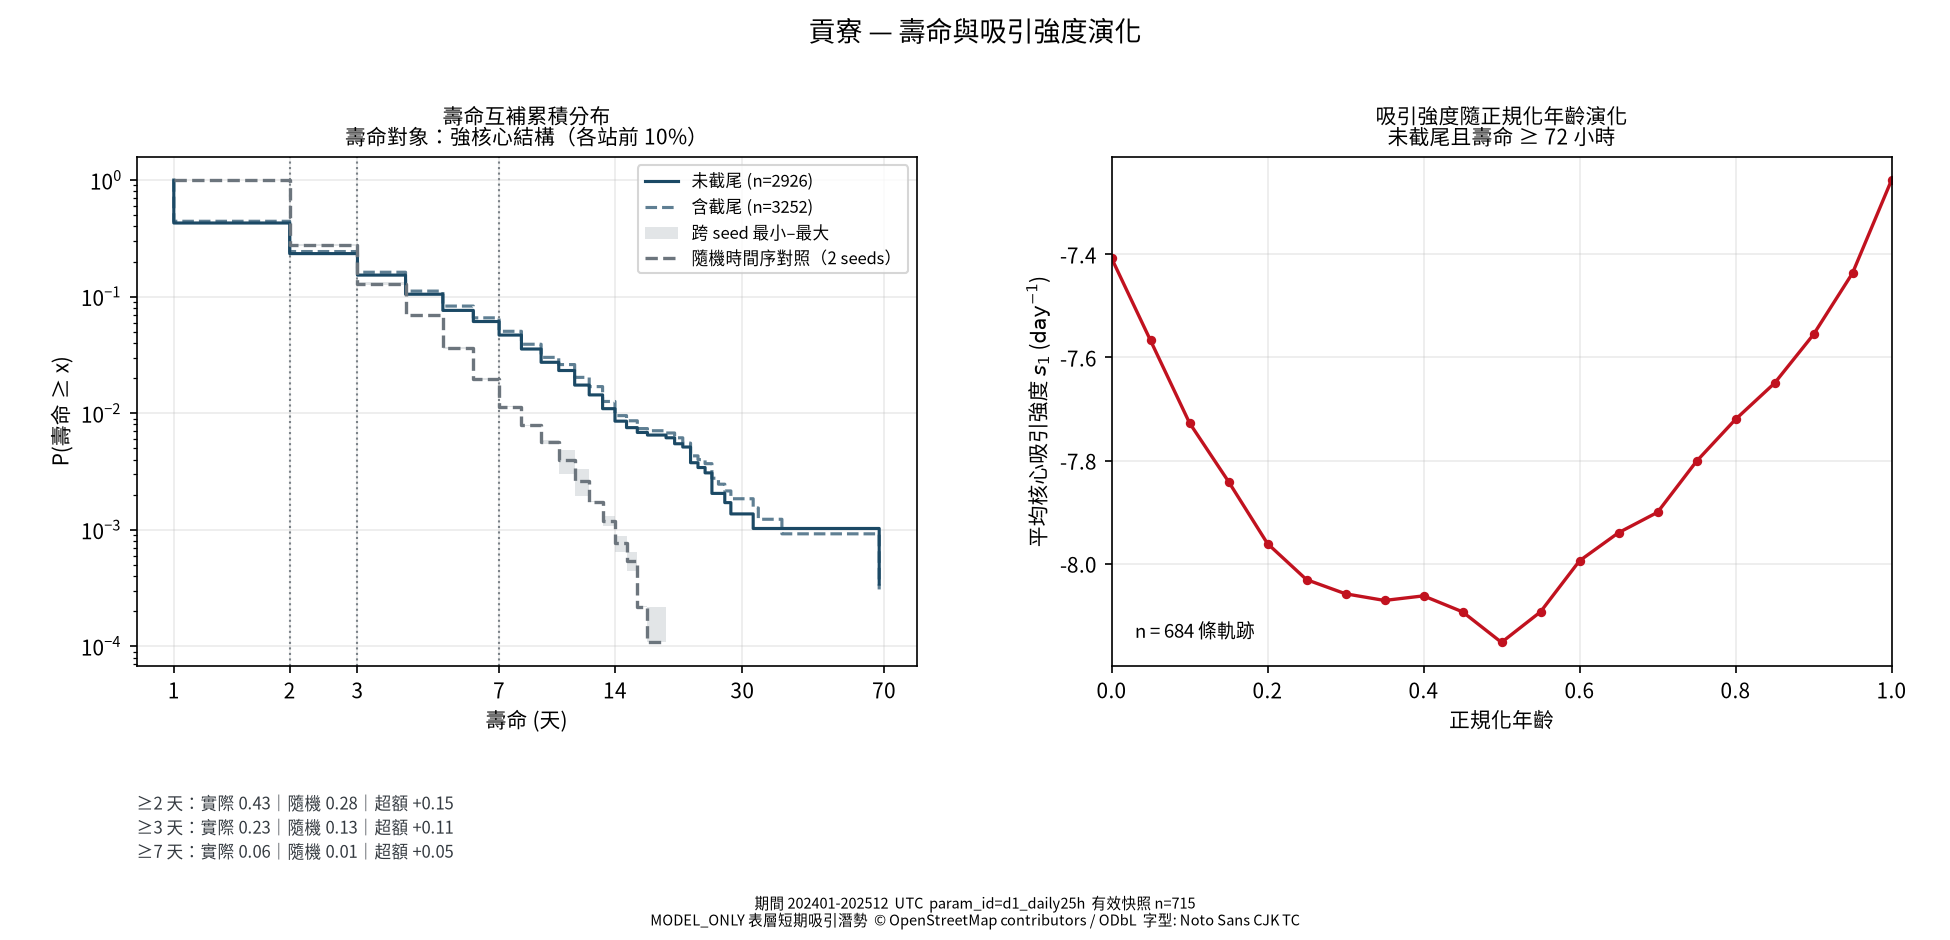 貢寮 — 壽命與吸引強度演化
壽命互補累積分布
壽命對象：強核心結構（各站前 10%）
P(壽命 ≥ x)
10⁰
10⁻¹
10⁻²
10⁻³
10⁻⁴
未截尾 (n=2926)
含截尾 (n=3252)
跨 seed 最小–最大
隨機時間序對照（2 seeds）
1 2 3 7 14 30 70
壽命 (天)
吸引強度隨正規化年齡演化
未截尾且壽命 ≥ 72 小時
平均核心吸引強度 s₁ (day⁻¹)
-7.4
-7.6
-7.8
-8.0
n = 684 條軌跡
0.0 0.2 0.4 0.6 0.8 1.0
正規化年齡
≥2 天：實際 0.43｜隨機 0.28｜超額 +0.15
≥3 天：實際 0.23｜隨機 0.13｜超額 +0.11
≥7 天：實際 0.06｜隨機 0.01｜超額 +0.05
期間 202401-202512 UTC param_id=d1_daily25h 有效快照 n=715
MODEL_ONLY 表層短期吸引潛勢 © OpenStreetMap contributors / ODbL 字型: Noto Sans CJK TC